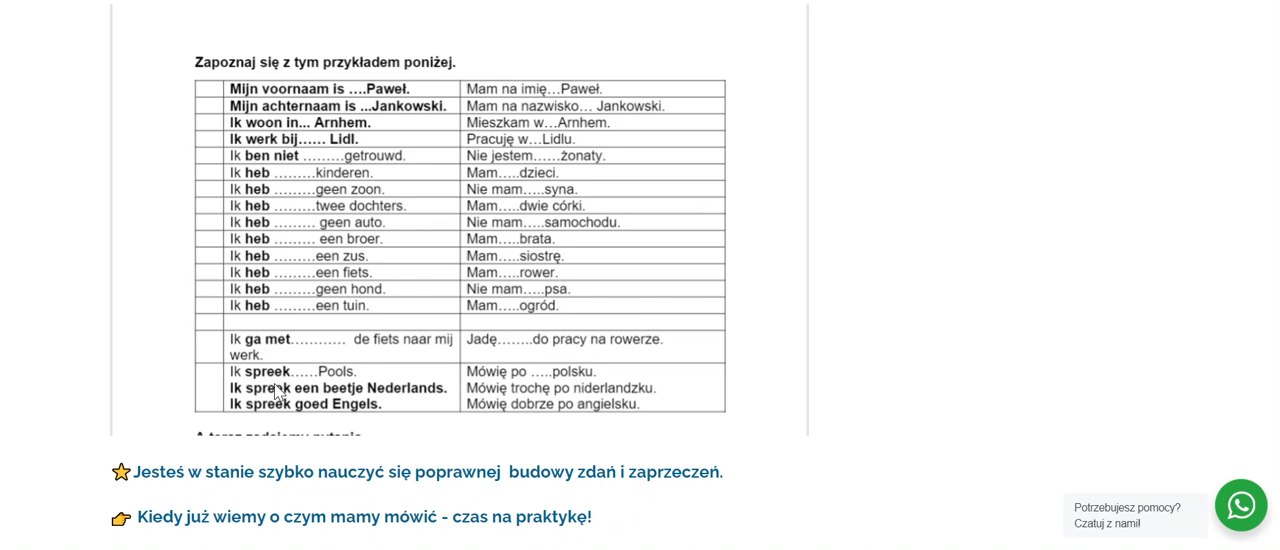 Zapoznaj się z tym przykładem poniżej.
Mijn voornaam is ….Paweł. Mam na imię…Paweł.
Mijn achternaam is ...Jankowski. Mam na nazwisko… Jankowski.
Ik woon in... Arnhem. Mieszkam w…Arnhem.
Ik werk bij…… Lidl. Pracuję w…Lidlu.
Ik ben niet ………getrouwd. Nie jestem……żonaty.
Ik heb ………kinderen. Mam…..dzieci.
Ik heb ………geen zoon. Nie mam…..syna.
Ik heb ………twee dochters. Mam…..dwie córki.
Ik heb ……… geen auto. Nie mam…..samochodu.
Ik heb ……… een broer. Mam…..brata.
Ik heb ………een zus. Mam…..siostrę.
Ik heb ………een fiets. Mam…..rower.
Ik heb ………geen hond. Nie mam…..psa.
Ik heb ………een tuin. Mam…..ogród.
Ik ga met………… de fiets naar mij Jadę……..do pracy na rowerze.
werk.
Ik spreek……Pools. Mówię po …..polsku.
Ik spreek een beetje Nederlands. Mówię trochę po niderlandzku.
Ik spreek goed Engels. Mówię dobrze po angielsku.
A teraz zadajemy pytania
Jesteś w stanie szybko nauczyć się poprawnej budowy zdań i zaprzeczeń.
Kiedy już wiemy o czym mamy mówić - czas na praktykę!
Potrzebujesz pomocy?
Czatuj z nami!